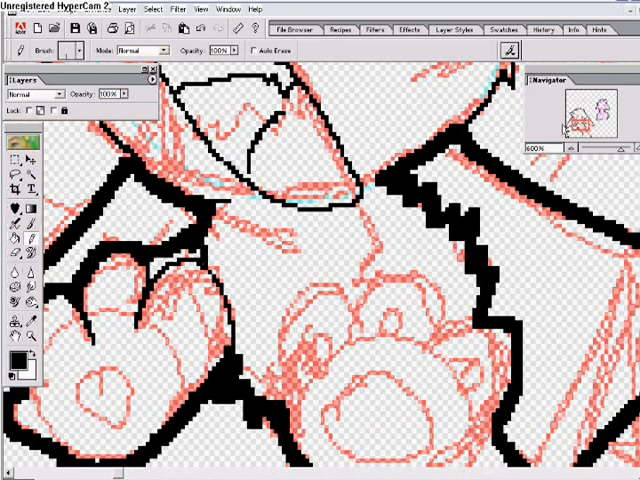 Unregistered HyperCam 2
Layer Select Filter View Window Help
File Browser Recipes Filters Effects Layer Styles Swatches History Info Hints
Brush: Mode: Normal Opacity: 100% Auto Erase
Layers
Normal Opacity: 100%
Lock:
Navigator
600%